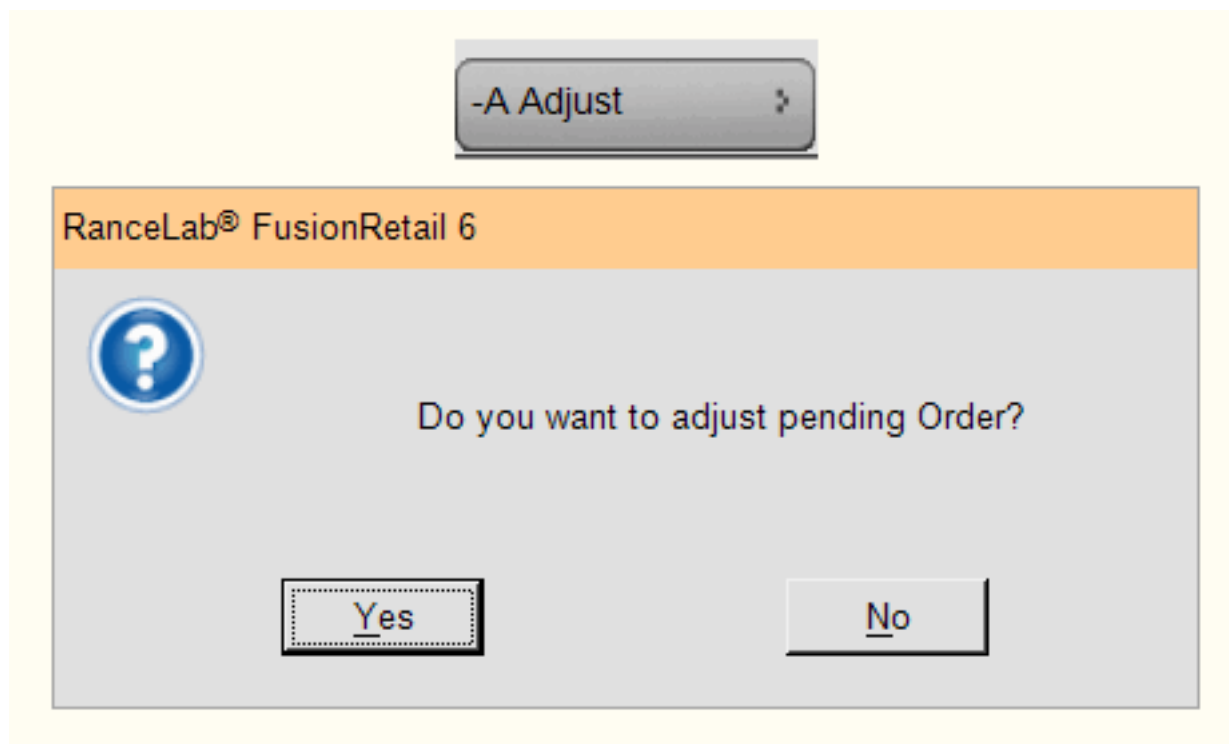 -A Adjust
RanceLab® FusionRetail 6
Do you want to adjust pending Order?
Yes
No